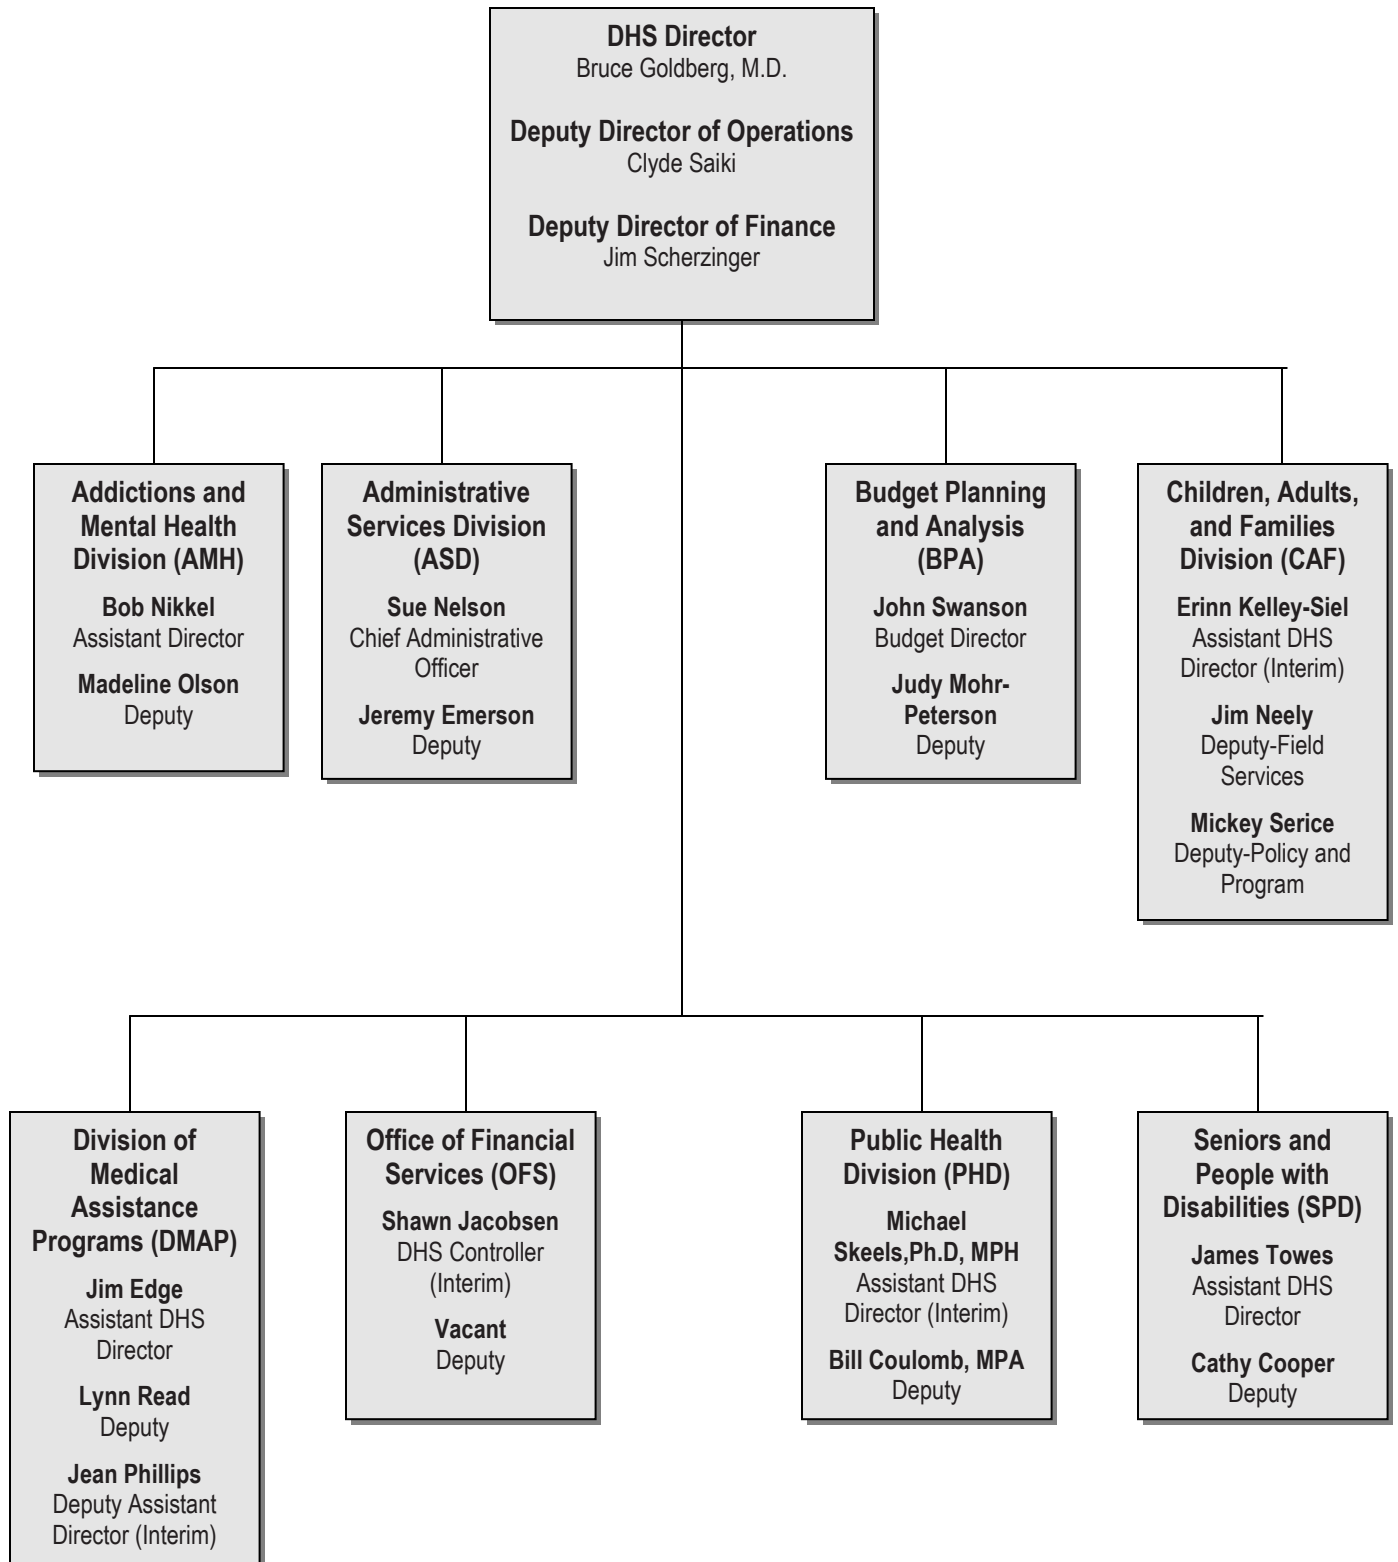 DHS Director
Bruce Goldberg, M.D.
Deputy Director of Operations
Clyde Saiki
Deputy Director of Finance
Jim Scherzinger
Addictions and
Mental Health
Division (AMH)
Bob Nikkel
Assistant Director
Madeline Olson
Deputy
Administrative
Services Division
(ASD)
Sue Nelson
Chief Administrative
Officer
Jeremy Emerson
Deputy
Budget Planning
and Analysis
(BPA)
John Swanson
Budget Director
Judy Mohr-
Peterson
Deputy
Children, Adults,
and Families
Division (CAF)
Erinn Kelley-Siel
Assistant DHS
Director (Interim)
Jim Neely
Deputy-Field
Services
Mickey Serice
Deputy-Policy and
Program
Division of
Medical
Assistance
Programs (DMAP)
Jim Edge
Assistant DHS
Director
Lynn Read
Deputy
Jean Phillips
Deputy Assistant
Director (Interim)
Office of Financial
Services (OFS)
Shawn Jacobsen
DHS Controller
(Interim)
Vacant
Deputy
Public Health
Division (PHD)
Michael
Skeels,Ph.D, MPH
Assistant DHS
Director (Interim)
Bill Coulomb, MPA
Deputy
Seniors and
People with
Disabilities (SPD)
James Towes
Assistant DHS
Director
Cathy Cooper
Deputy